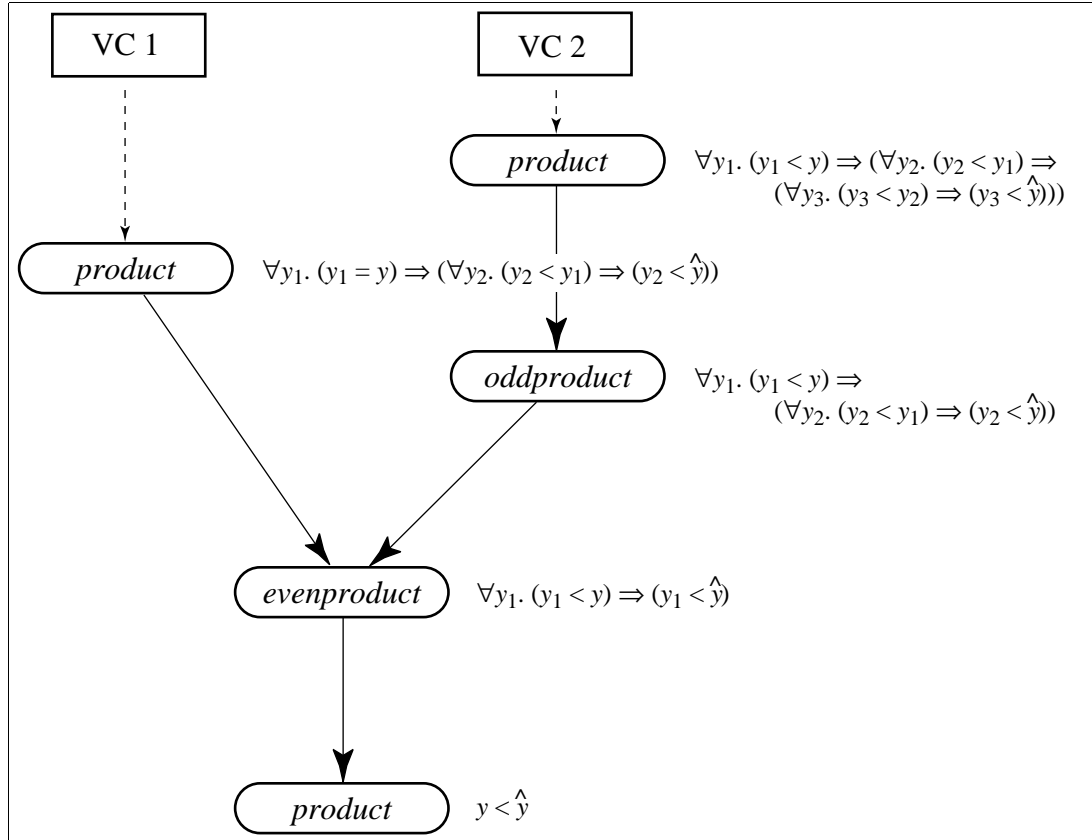 VC 1
VC 2
product
∀y₁. (y₁ < y) ⇒ (∀y₂. (y₂ < y₁) ⇒
(∀y₃. (y₃ < y₂) ⇒ (y₃ < ŷ)))
product
∀y₁. (y₁ = y) ⇒ (∀y₂. (y₂ < y₁) ⇒ (y₂ < ŷ))
oddproduct
∀y₁. (y₁ < y) ⇒
(∀y₂. (y₂ < y₁) ⇒ (y₂ < ŷ))
evenproduct
∀y₁. (y₁ < y) ⇒ (y₁ < ŷ)
product
y < ŷ